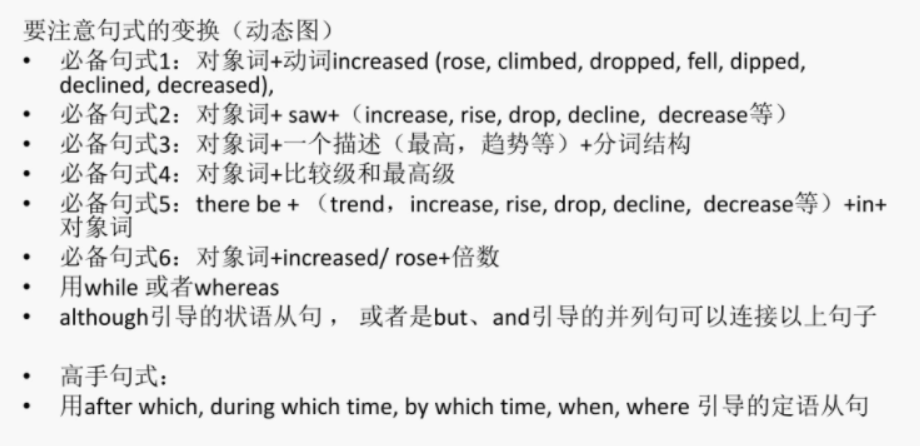 要注意句式的变换（动态图）
• 必备句式1：对象词+动词increased (rose, climbed, dropped, fell, dipped,
declined, decreased),
• 必备句式2：对象词+ saw+（increase, rise, drop, decline, decrease等）
• 必备句式3：对象词+一个描述（最高，趋势等）+分词结构
• 必备句式4：对象词+比较级和最高级
• 必备句式5：there be + （trend，increase, rise, drop, decline, decrease等）+in+
对象词
• 必备句式6：对象词+increased/ rose+倍数
• 用while 或者whereas
• although引导的状语从句 ， 或者是but、and引导的并列句可以连接以上句子
• 高手句式：
• 用after which, during which time, by which time, when, where 引导的定语从句